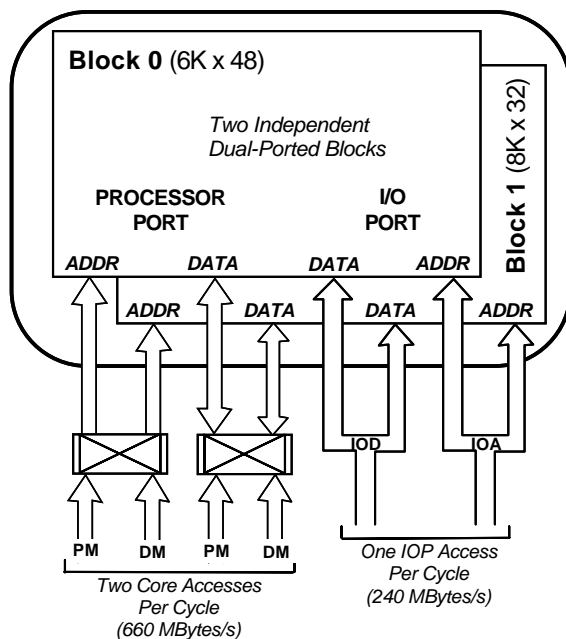 Block 0 (6K x 48)
Two Independent
Dual-Ported Blocks
Block 1 (8K x 32)
PROCESSOR
PORT
I/O
PORT
ADDR DATA DATA ADDR
ADDR DATA DATA ADDR
IOD IOA
PM DM PM DM
Two Core Accesses
Per Cycle
(660 MBytes/s)
One IOP Access
Per Cycle
(240 MBytes/s)